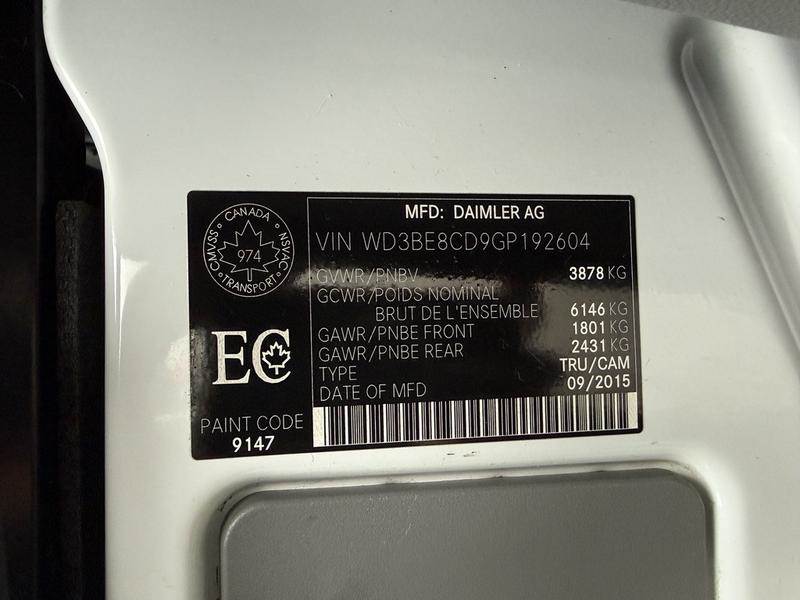 MFD: DAIMLER AG
CANADA
CMVSS
NSVAC
974
TRANSPORT
VIN WD3BE8CD9GP192604
GVWR/PNBV 3878 KG
GCWR/POIDS NOMINAL
BRUT DE L'ENSEMBLE 6146 KG
GAWR/PNBE FRONT 1801 KG
GAWR/PNBE REAR 2431 KG
TYPE TRU/CAM
DATE OF MFD 09/2015
EC
PAINT CODE
9147